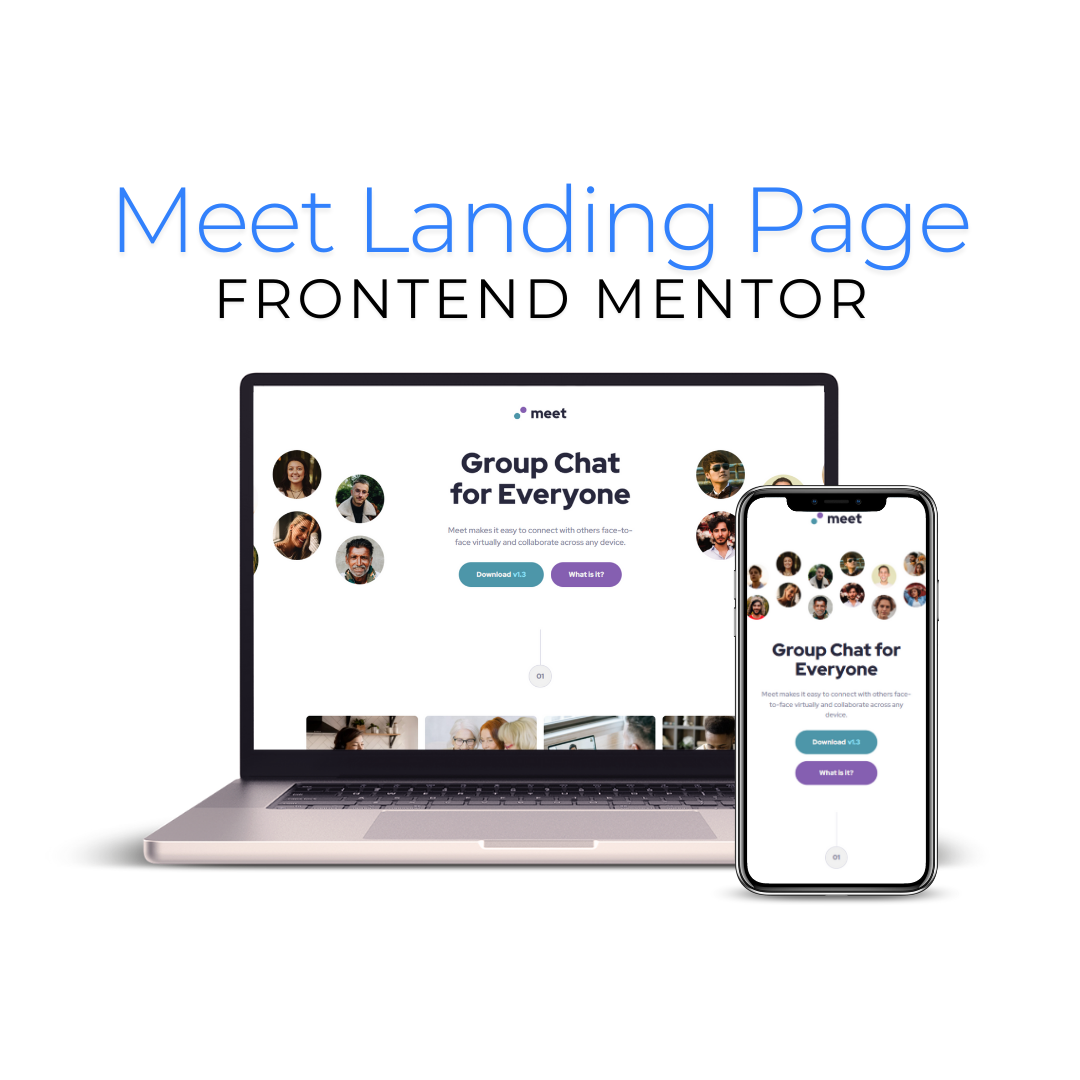 Meet Landing Page
FRONTEND MENTOR
meet
Group Chat
for Everyone
Meet makes it easy to connect with others face-to-
face virtually and collaborate across any device.
Download v1.3
What is it?
01
meet
Group Chat for
Everyone
Meet makes it easy to connect with others face-
to-face virtually and collaborate across any
device.
Download v1.3
What is it?
01